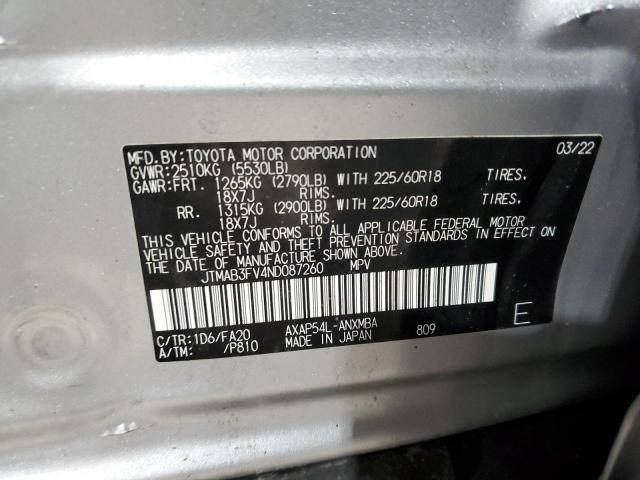 MFD.BY:TOYOTA MOTOR CORPORATION 03/22
GVWR:2510KG (5530LB)
GAWR:FRT. 1265KG (2790LB) WITH 225/60R18 TIRES.
18X7J RIMS.
RR. 1315KG (2900LB) WITH 225/60R18 TIRES.
18X7J RIMS.
THIS VEHICLE CONFORMS TO ALL APPLICABLE FEDERAL MOTOR
VEHICLE SAFETY AND THEFT PREVENTION STANDARDS IN EFFECT ON
THE DATE OF MANUFACTURE SHOWN ABOVE.
JTMAB3FV4ND087260 MPV
C/TR:1D6/FA20 AXAP54L-ANXMBA 809 E
A/TM: /P810 MADE IN JAPAN